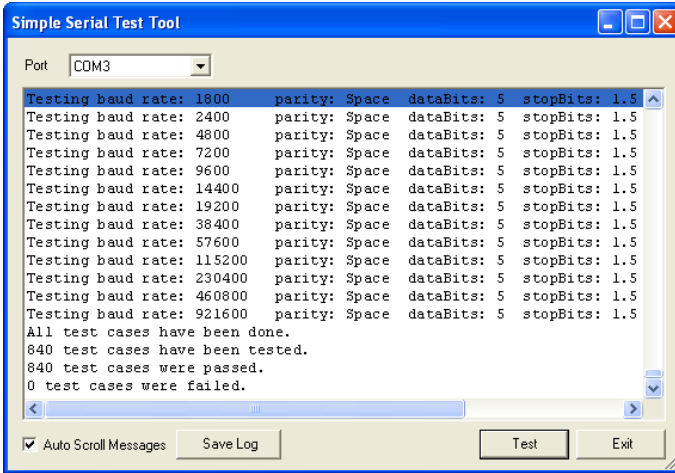 Simple Serial Test Tool
Port COM3
Testing baud rate: 1800 parity: Space dataBits: 5 stopBits: 1.5
Testing baud rate: 2400 parity: Space dataBits: 5 stopBits: 1.5
Testing baud rate: 4800 parity: Space dataBits: 5 stopBits: 1.5
Testing baud rate: 7200 parity: Space dataBits: 5 stopBits: 1.5
Testing baud rate: 9600 parity: Space dataBits: 5 stopBits: 1.5
Testing baud rate: 14400 parity: Space dataBits: 5 stopBits: 1.5
Testing baud rate: 19200 parity: Space dataBits: 5 stopBits: 1.5
Testing baud rate: 38400 parity: Space dataBits: 5 stopBits: 1.5
Testing baud rate: 57600 parity: Space dataBits: 5 stopBits: 1.5
Testing baud rate: 115200 parity: Space dataBits: 5 stopBits: 1.5
Testing baud rate: 230400 parity: Space dataBits: 5 stopBits: 1.5
Testing baud rate: 460800 parity: Space dataBits: 5 stopBits: 1.5
Testing baud rate: 921600 parity: Space dataBits: 5 stopBits: 1.5
All test cases have been done.
840 test cases have been tested.
840 test cases were passed.
0 test cases were failed.
Auto Scroll Messages Save Log Test Exit